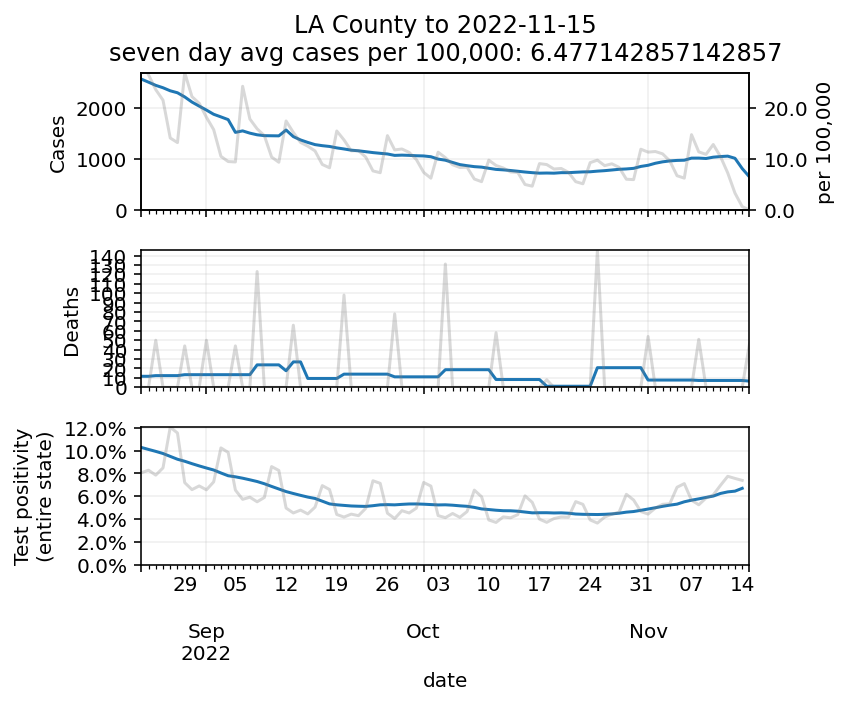 LA County to 2022-11-15
seven day avg cases per 100,000: 6.477142857142857
Cases
2000
1000
0
20.0
10.0
0.0
per 100,000
Deaths
140
130
120
110
100
90
80
70
60
50
40
30
20
10
0
Test positivity
(entire state)
12.0%
10.0%
8.0%
6.0%
4.0%
2.0%
0.0%
29 05 12 19 26 03 10 17 24 31 07 14
Sep Oct Nov
2022
date